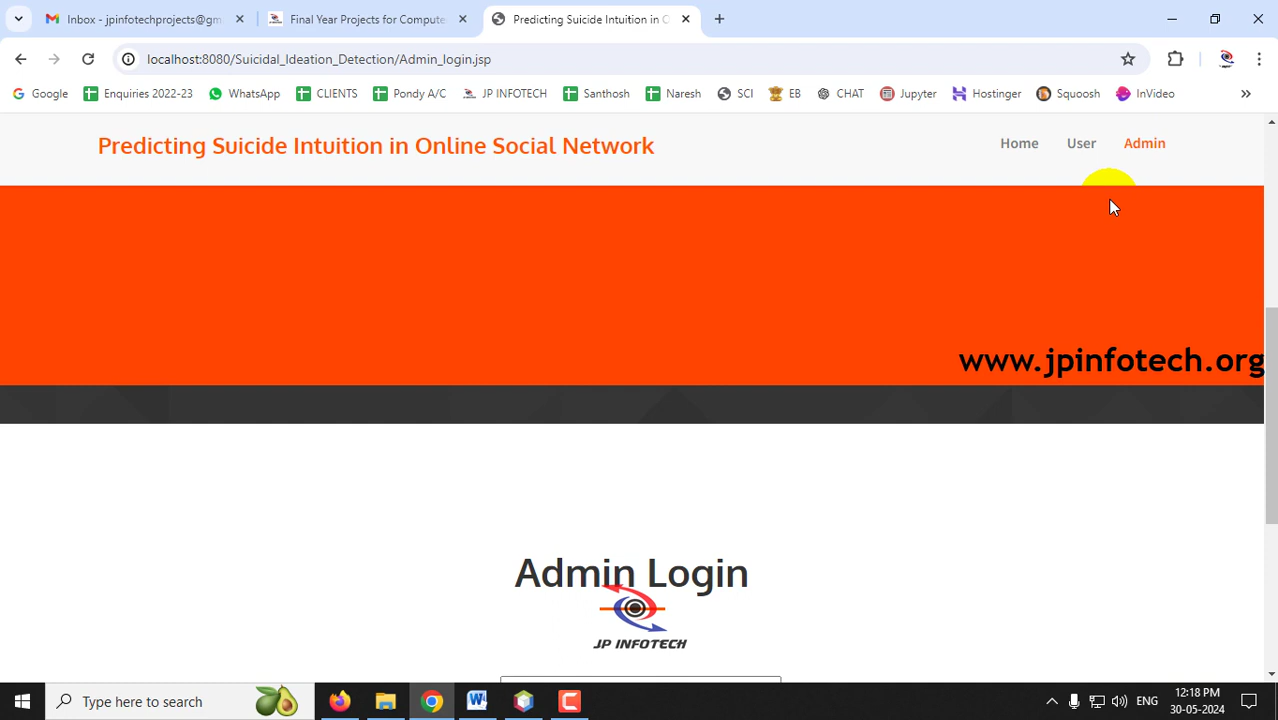 Inbox - jpinfotechprojects@gm
Final Year Projects for Compute
Predicting Suicide Intuition in O
localhost:8080/Suicidal_Ideation_Detection/Admin_login.jsp
Google
Enquiries 2022-23
WhatsApp
CLIENTS
Pondy A/C
JP INFOTECH
Santhosh
Naresh
SCI
EB
CHAT
Jupyter
Hostinger
Squoosh
InVideo
Predicting Suicide Intuition in Online Social Network
Home
User
Admin
www.jpinfotech.org
Admin Login
JP INFOTECH
Type here to search
ENG
12:18 PM
30-05-2024